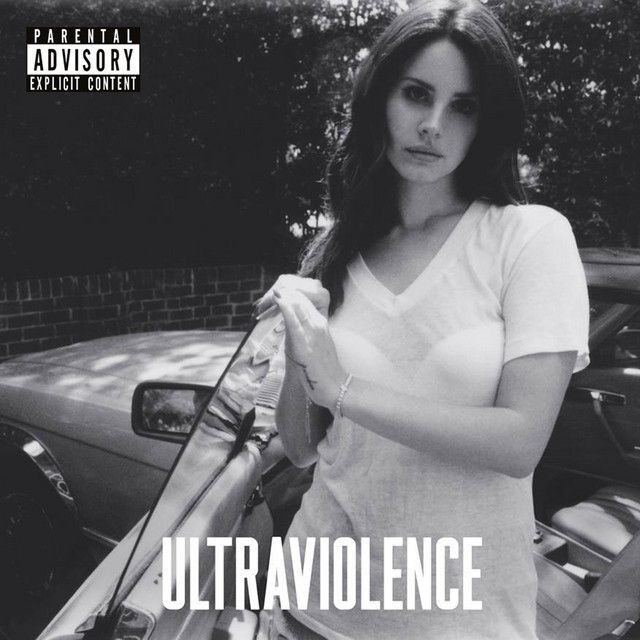 PARENTAL
ADVISORY
EXPLICIT CONTENT
ULTRAVIOLENCE